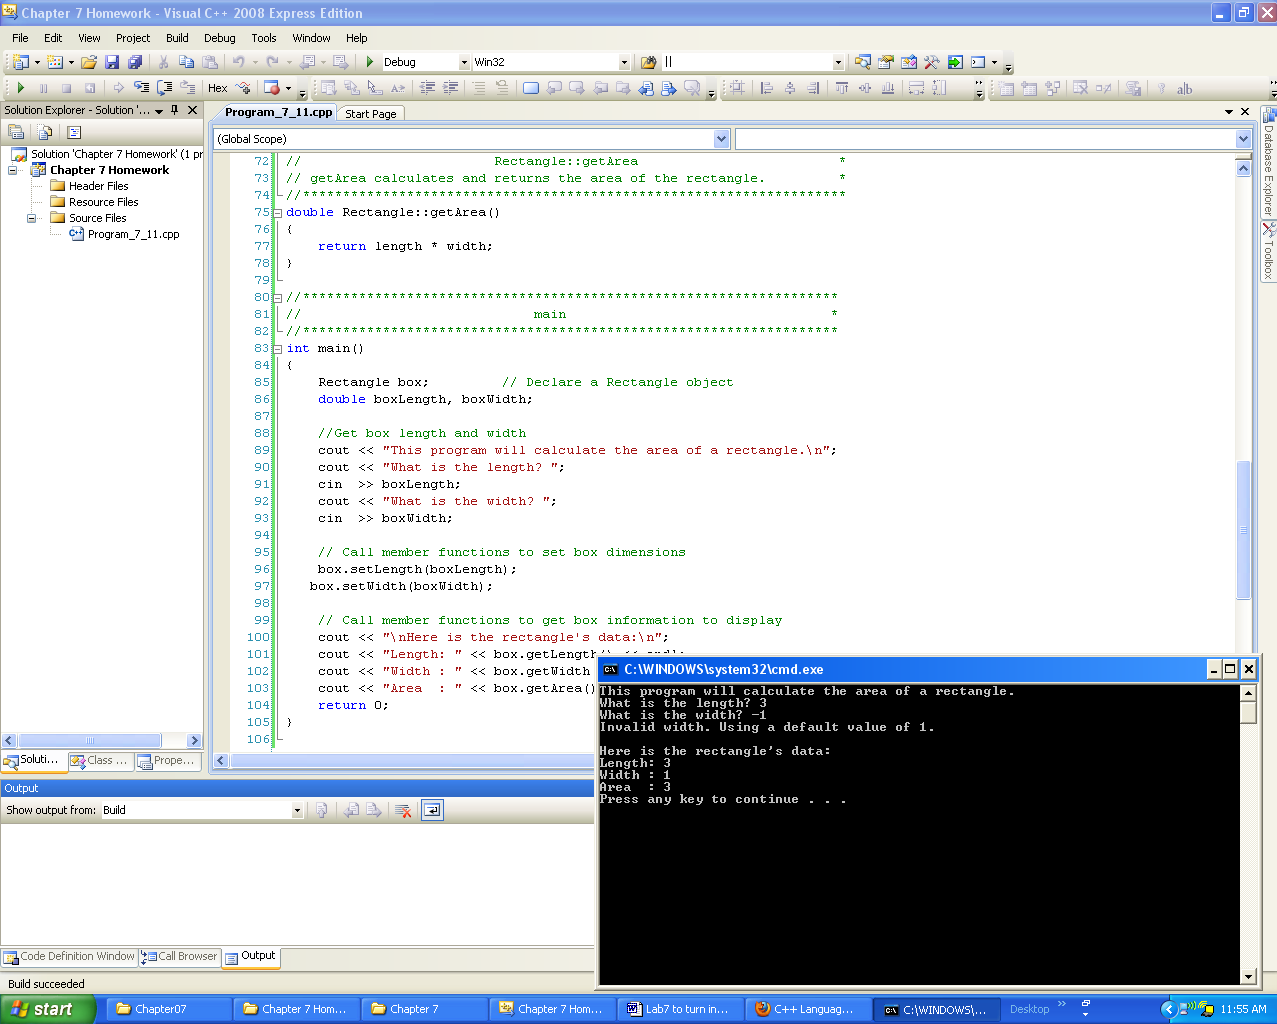 Chapter 7 Homework - Visual C++ 2008 Express Edition
File Edit View Project Build Debug Tools Window Help
Debug Win32 ||
Hex
Solution Explorer - Solution '...
Program_7_11.cpp Start Page
(Global Scope)
Solution 'Chapter 7 Homework' (1 pr
Chapter 7 Homework
Header Files
Resource Files
Source Files
Program_7_11.cpp
72 // Rectangle::getArea *
73 // getArea calculates and returns the area of the rectangle. *
74 //********************************************************************
75 double Rectangle::getArea()
76 {
77 return length * width;
78 }
79
80 //*******************************************************************
81 // main *
82 //*******************************************************************
83 int main()
84 {
85 Rectangle box; // Declare a Rectangle object
86 double boxLength, boxWidth;
87
88 //Get box length and width
89 cout << "This program will calculate the area of a rectangle.\n";
90 cout << "What is the length? ";
91 cin >> boxLength;
92 cout << "What is the width? ";
93 cin >> boxWidth;
94
95 // Call member functions to set box dimensions
96 box.setLength(boxLength);
97 box.setWidth(boxWidth);
98
99 // Call member functions to get box information to display
100 cout << "\nHere is the rectangle's data:\n";
101 cout << "Length: " << box.getLength() << endl;
102 cout << "Width : " << box.getWidth
103 cout << "Area  : " << box.getArea()
104 return 0;
105 }
106
Database Explorer
Toolbox
Soluti... Class ... Prope...
Output
Show output from: Build
Code Definition Window Call Browser Output
Build succeeded
C:\WINDOWS\system32\cmd.exe
This program will calculate the area of a rectangle.
What is the length? 3
What is the width? -1
Invalid width. Using a default value of 1.
Here is the rectangle's data:
Length: 3
Width : 1
Area  : 3
Press any key to continue . . .
start Chapter07 Chapter 7 Hom... Chapter 7 Chapter 7 Hom... Lab7 to turn in... C++ Languag... C:\WINDOWS\... Desktop 11:55 AM